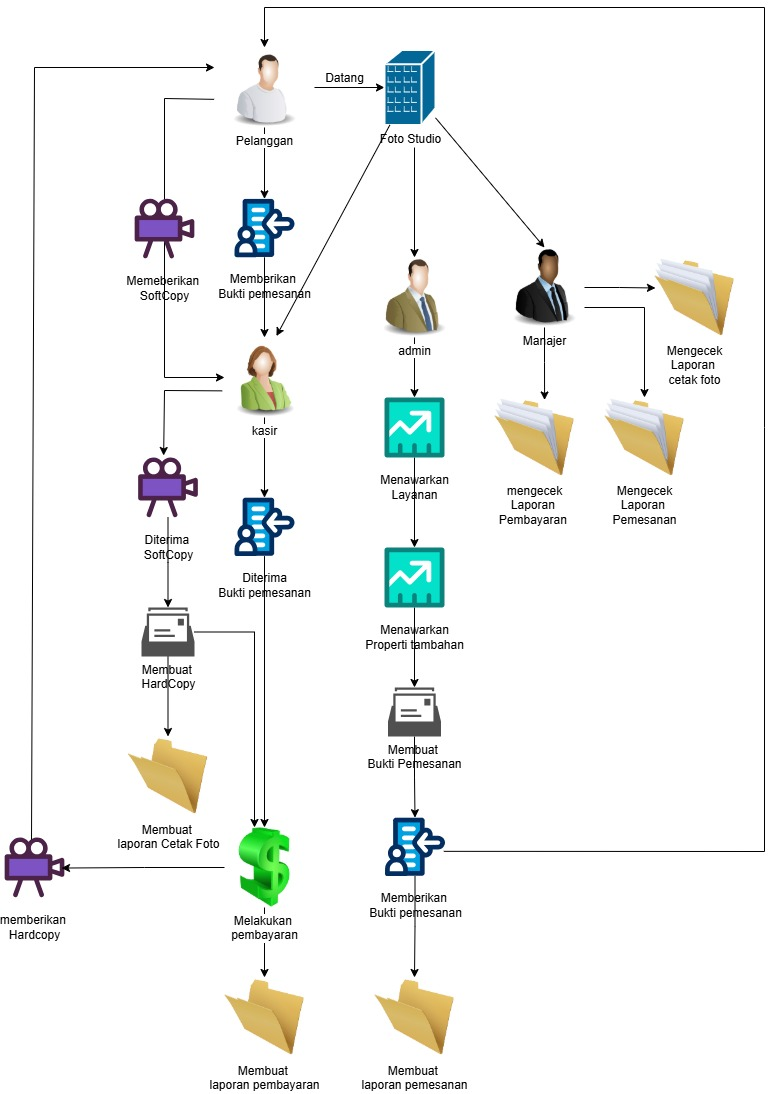 Datang
Pelanggan
Foto Studio
Memeberikan
SoftCopy
Memberikan
Bukti pemesanan
admin
Manajer
Mengecek
Laporan
cetak foto
kasir
Menawarkan
Layanan
mengecek
Laporan
Pembayaran
Mengecek
Laporan
Pemesanan
Diterima
SoftCopy
Diterima
Bukti pemesanan
Menawarkan
Properti tambahan
Membuat
HardCopy
Membuat
Bukti Pemesanan
Membuat
laporan Cetak Foto
memberikan
Hardcopy
Melakukan
pembayaran
Memberikan
Bukti pemesanan
Membuat
laporan pembayaran
Membuat
laporan pemesanan